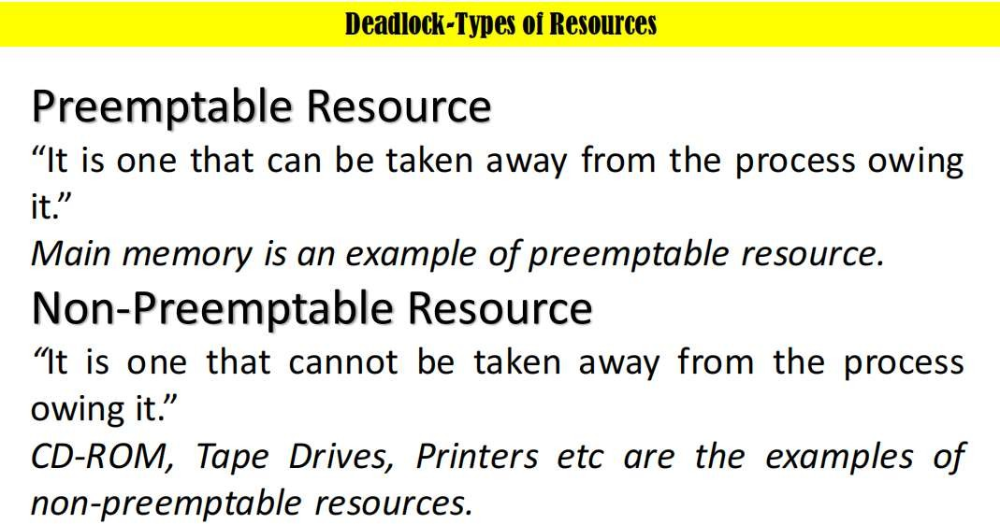 Deadlock-Types of Resources
Preemptable Resource
“It is one that can be taken away from the process owing
it.”
Main memory is an example of preemptable resource.
Non-Preemptable Resource
“It is one that cannot be taken away from the process
owing it.”
CD-ROM, Tape Drives, Printers etc are the examples of
non-preemptable resources.